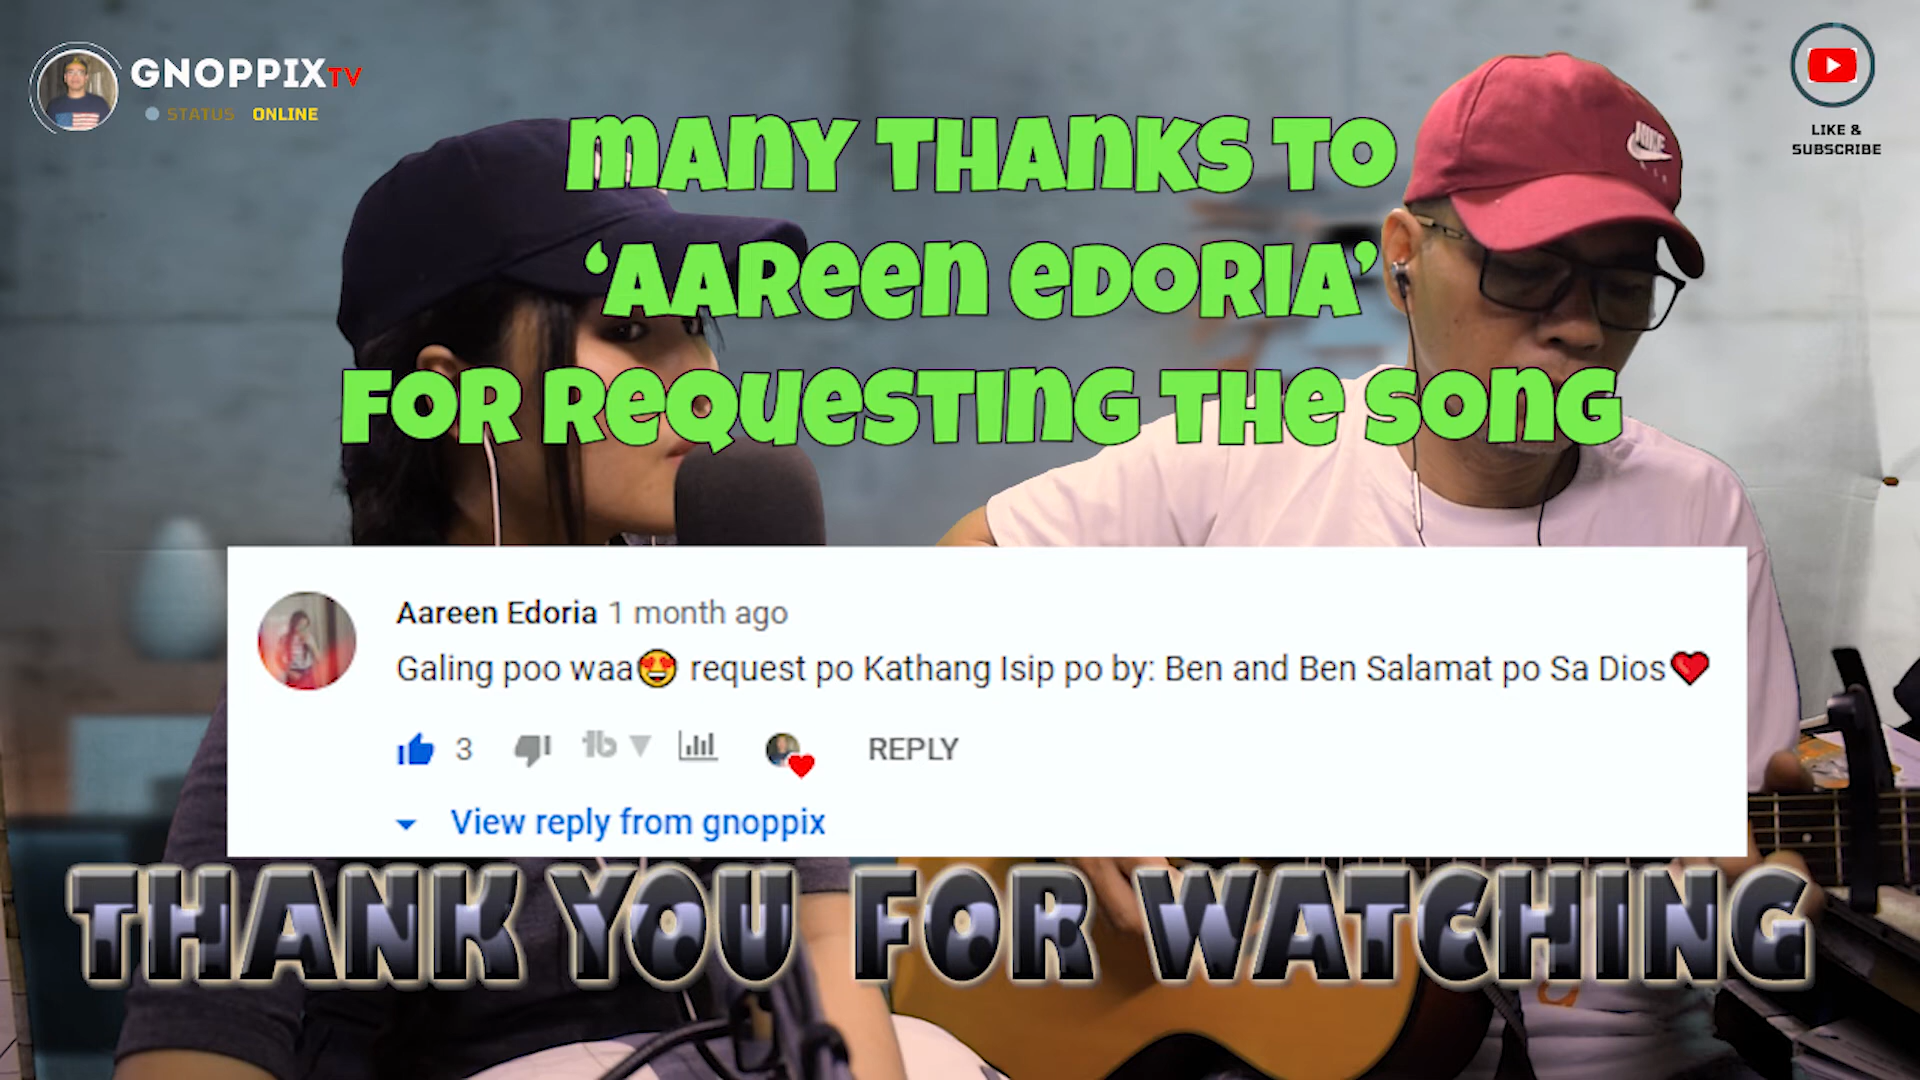 GNOPPIXTV
STATUS ONLINE
LIKE &
SUBSCRIBE
MANY THANKS TO
‘AAREEN EDORIA’
FOR REQUESTING THE SONG
Aareen Edoria 1 month ago
Galing poo waa😍 request po Kathang Isip po by: Ben and Ben Salamat po Sa Dios❤️
3
REPLY
View reply from gnoppix
THANK YOU FOR WATCHING